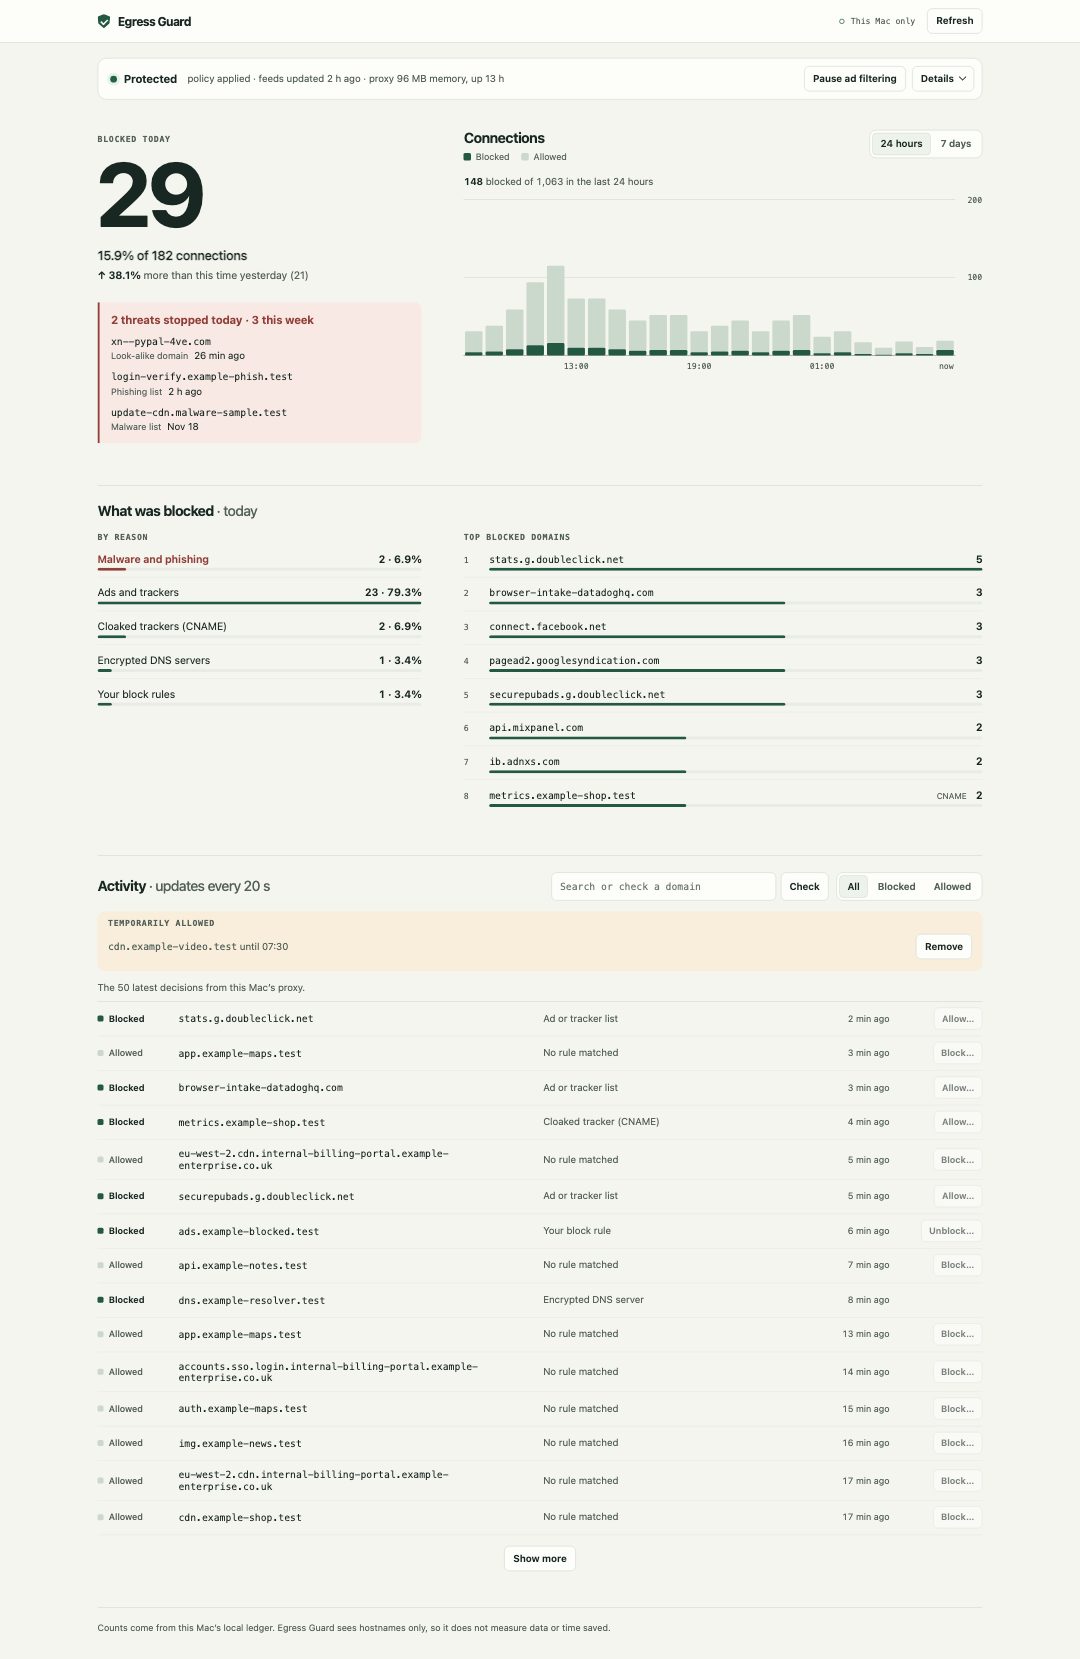 Egress Guard
This Mac only
Refresh
Protected policy applied · feeds updated 2 h ago · proxy 96 MB memory, up 13 h
Pause ad filtering
Details
BLOCKED TODAY
29
15.9% of 182 connections
↑ 38.1% more than this time yesterday (21)
2 threats stopped today · 3 this week
xn--pypal-4ve.com
Look-alike domain 26 min ago
login-verify.example-phish.test
Phishing list 2 h ago
update-cdn.malware-sample.test
Malware list Nov 18
Connections
Blocked Allowed
24 hours 7 days
148 blocked of 1,063 in the last 24 hours
200
100
13:00 19:00 01:00 now
What was blocked · today
BY REASON
Malware and phishing 2 · 6.9%
Ads and trackers 23 · 79.3%
Cloaked trackers (CNAME) 2 · 6.9%
Encrypted DNS servers 1 · 3.4%
Your block rules 1 · 3.4%
TOP BLOCKED DOMAINS
1 stats.g.doubleclick.net 5
2 browser-intake-datadoghq.com 3
3 connect.facebook.net 3
4 pagead2.googlesyndication.com 3
5 securepubads.g.doubleclick.net 3
6 api.mixpanel.com 2
7 ib.adnxs.com 2
8 metrics.example-shop.test CNAME 2
Activity · updates every 20 s
Search or check a domain
Check
All Blocked Allowed
TEMPORARILY ALLOWED
cdn.example-video.test until 07:30
Remove
The 50 latest decisions from this Mac's proxy.
Blocked stats.g.doubleclick.net Ad or tracker list 2 min ago Allow...
Allowed app.example-maps.test No rule matched 3 min ago Block...
Blocked browser-intake-datadoghq.com Ad or tracker list 3 min ago Allow...
Blocked metrics.example-shop.test Cloaked tracker (CNAME) 4 min ago Allow...
Allowed eu-west-2.cdn.internal-billing-portal.example-
enterprise.co.uk No rule matched 5 min ago Block...
Blocked securepubads.g.doubleclick.net Ad or tracker list 5 min ago Allow...
Blocked ads.example-blocked.test Your block rule 6 min ago Unblock...
Allowed api.example-notes.test No rule matched 7 min ago Block...
Blocked dns.example-resolver.test Encrypted DNS server 8 min ago
Allowed app.example-maps.test No rule matched 13 min ago Block...
Allowed accounts.sso.login.internal-billing-portal.example-
enterprise.co.uk No rule matched 14 min ago Block...
Allowed auth.example-maps.test No rule matched 15 min ago Block...
Allowed img.example-news.test No rule matched 16 min ago Block...
Allowed eu-west-2.cdn.internal-billing-portal.example-
enterprise.co.uk No rule matched 17 min ago Block...
Allowed cdn.example-shop.test No rule matched 17 min ago Block...
Show more
Counts come from this Mac's local ledger. Egress Guard sees hostnames only, so it does not measure data or time saved.